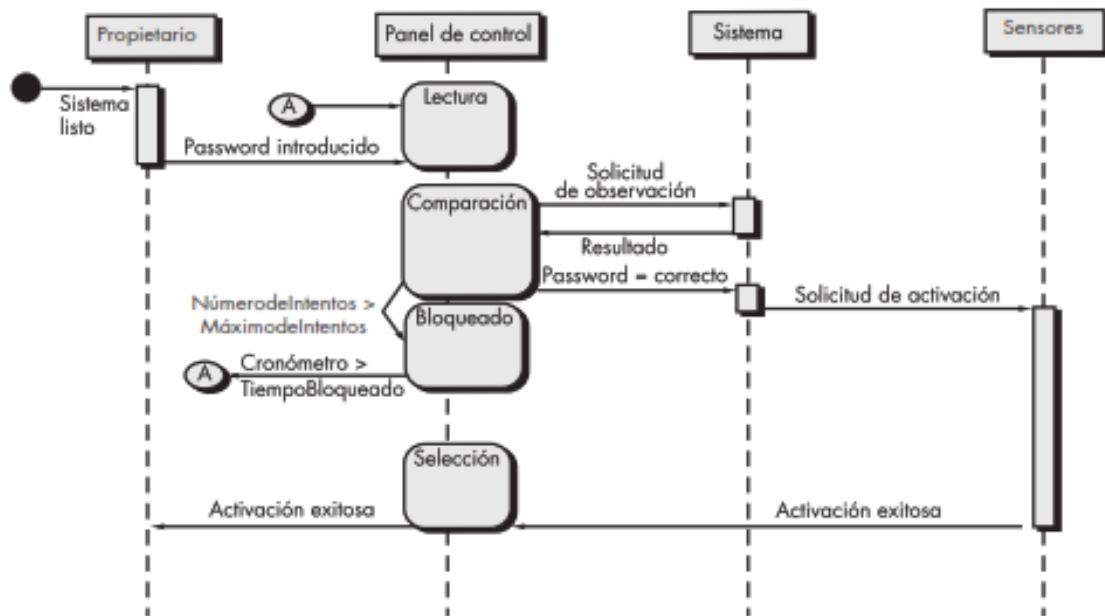 Propietario
Panel de control
Sistema
Sensores
Sistema
listo
A
Lectura
Password introducido
Solicitud
de observación
Comparación
Resultado
Password = correcto
Solicitud de activación
NúmerodeIntentos >
MáximodeIntentos
Bloqueado
A
Cronómetro >
TiempoBloqueado
Selección
Activación exitosa
Activación exitosa